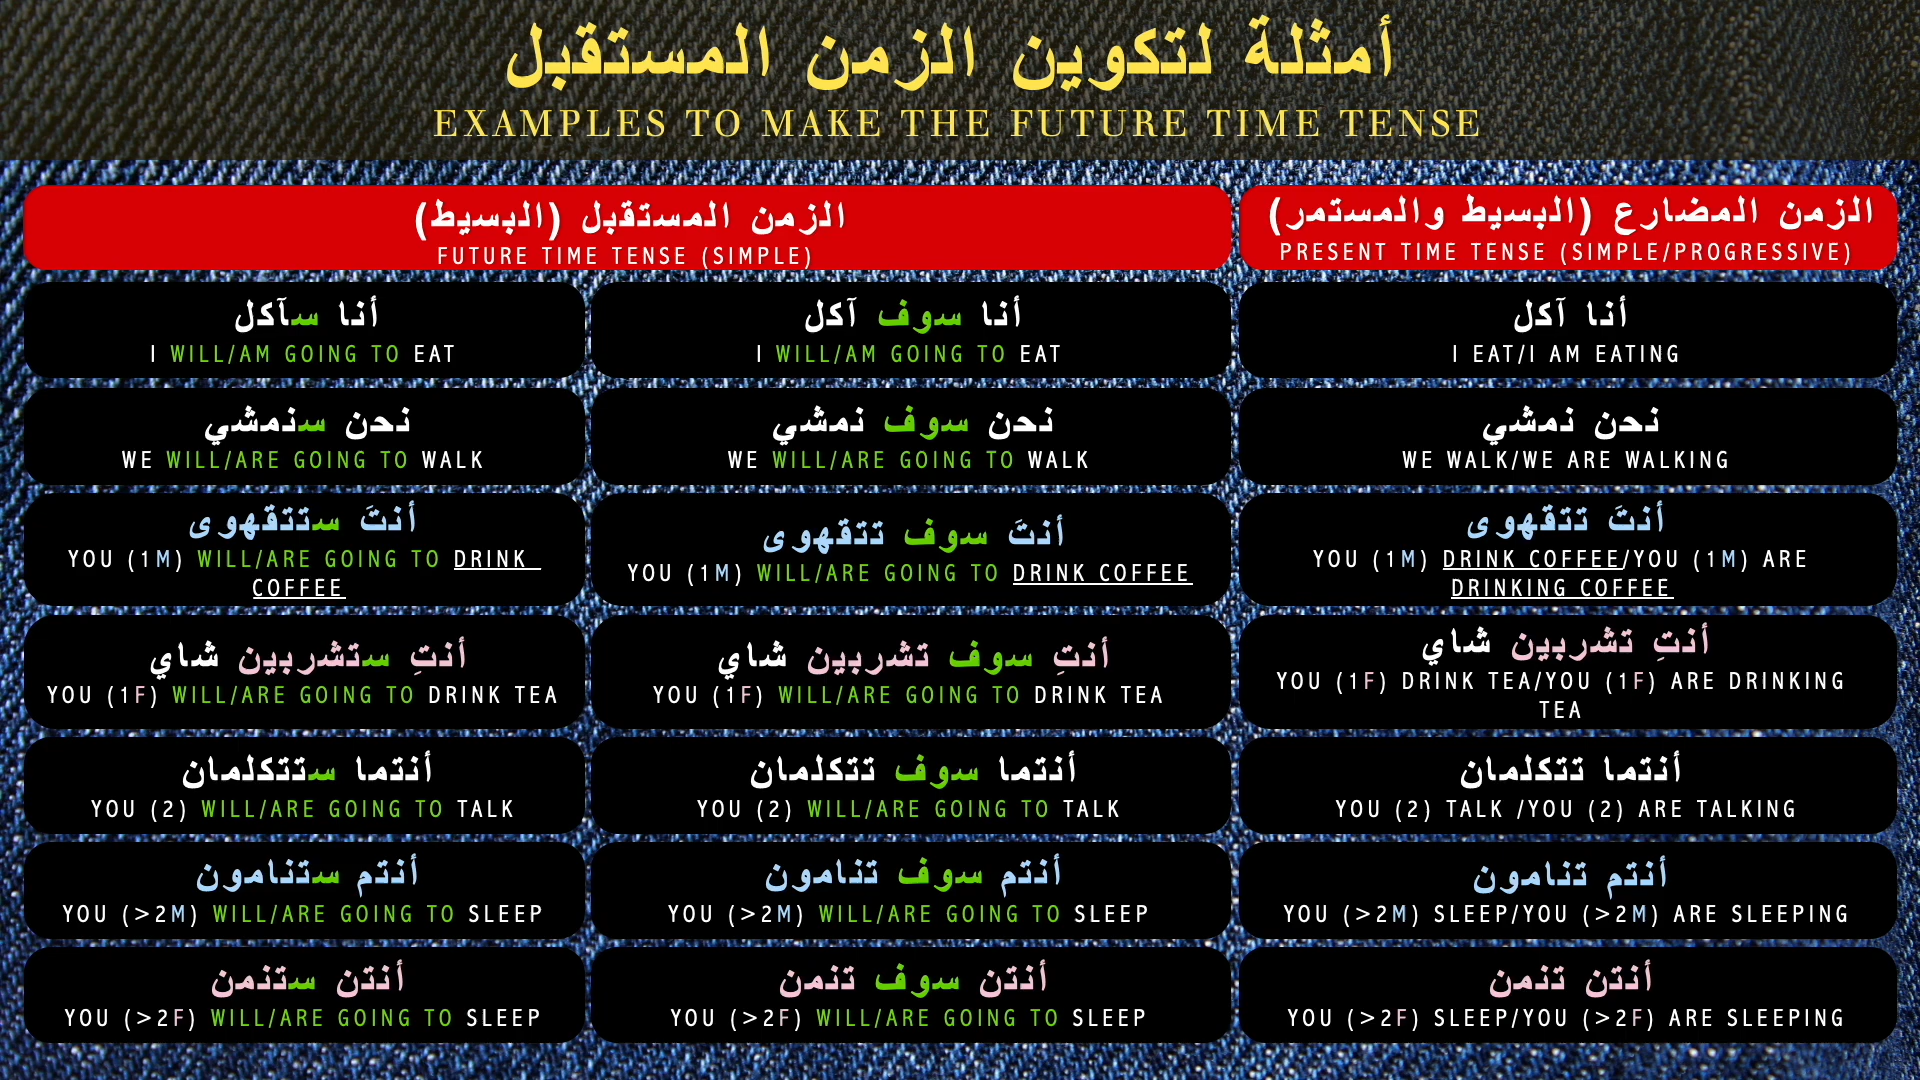 أمثلة لتكوين الزمن المستقبل
EXAMPLES TO MAKE THE FUTURE TIME TENSE
الزمن المضارع (البسيط والمستمر)
PRESENT TIME TENSE (SIMPLE/PROGRESSIVE)
الزمن المستقبل (البسيط)
FUTURE TIME TENSE (SIMPLE)
أنا آكل
I EAT/I AM EATING
أنا سوف آكل
I WILL/AM GOING TO EAT
أنا سآكل
I WILL/AM GOING TO EAT
نحن نمشي
WE WALK/WE ARE WALKING
نحن سوف نمشي
WE WILL/ARE GOING TO WALK
نحن سنمشي
WE WILL/ARE GOING TO WALK
أنتَ تتقهوى
YOU (1M) DRINK COFFEE/YOU (1M) ARE
DRINKING COFFEE
أنتَ سوف تتقهوى
YOU (1M) WILL/ARE GOING TO DRINK COFFEE
أنتَ ستتقهوى
YOU (1M) WILL/ARE GOING TO DRINK
COFFEE
أنتِ تشربين شاي
YOU (1F) DRINK TEA/YOU (1F) ARE DRINKING
TEA
أنتِ سوف تشربين شاي
YOU (1F) WILL/ARE GOING TO DRINK TEA
أنتِ ستشربين شاي
YOU (1F) WILL/ARE GOING TO DRINK TEA
أنتما تتكلمان
YOU (2) TALK /YOU (2) ARE TALKING
أنتما سوف تتكلمان
YOU (2) WILL/ARE GOING TO TALK
أنتما ستتكلمان
YOU (2) WILL/ARE GOING TO TALK
أنتم تنامون
YOU (>2M) SLEEP/YOU (>2M) ARE SLEEPING
أنتم سوف تنامون
YOU (>2M) WILL/ARE GOING TO SLEEP
أنتم ستنامون
YOU (>2M) WILL/ARE GOING TO SLEEP
أنتن تنمن
YOU (>2F) SLEEP/YOU (>2F) ARE SLEEPING
أنتن سوف تنمن
YOU (>2F) WILL/ARE GOING TO SLEEP
أنتن ستنمن
YOU (>2F) WILL/ARE GOING TO SLEEP